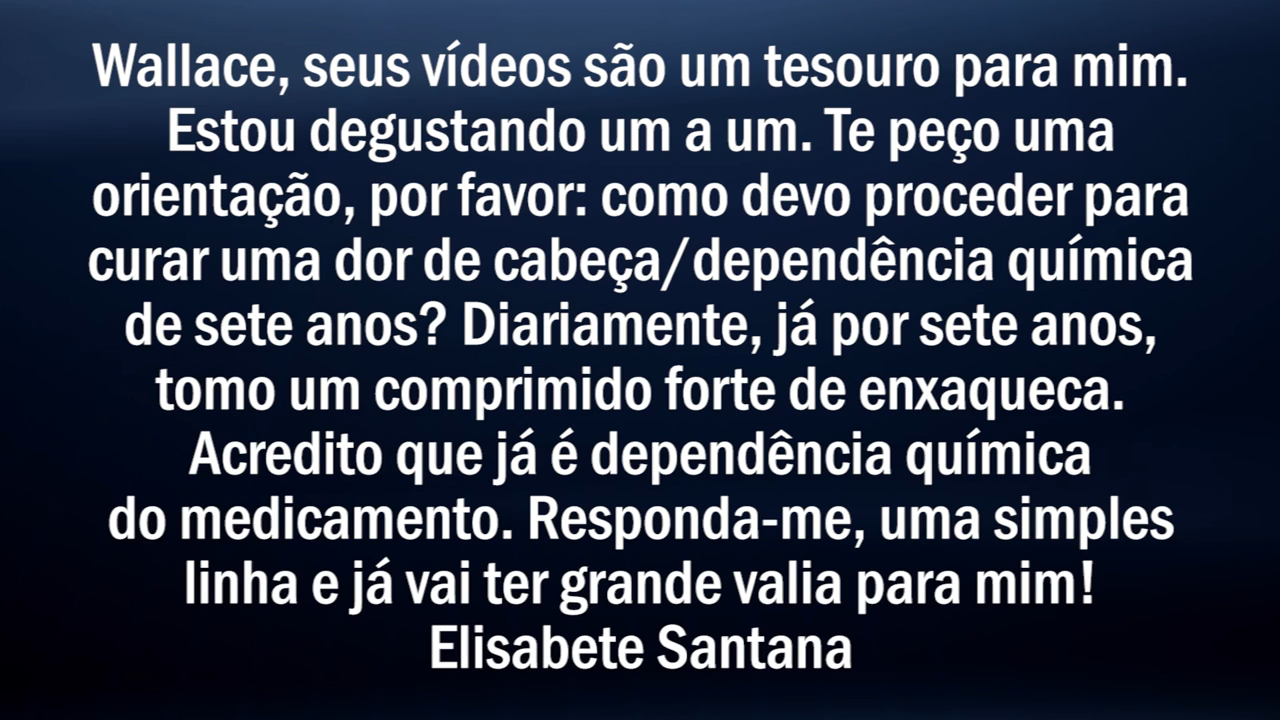 Wallace, seus vídeos são um tesouro para mim.
Estou degustando um a um. Te peço uma
orientação, por favor: como devo proceder para
curar uma dor de cabeça/dependência química
de sete anos? Diariamente, já por sete anos,
tomo um comprimido forte de enxaqueca.
Acredito que já é dependência química
do medicamento. Responda-me, uma simples
linha e já vai ter grande valia para mim!
Elisabete Santana